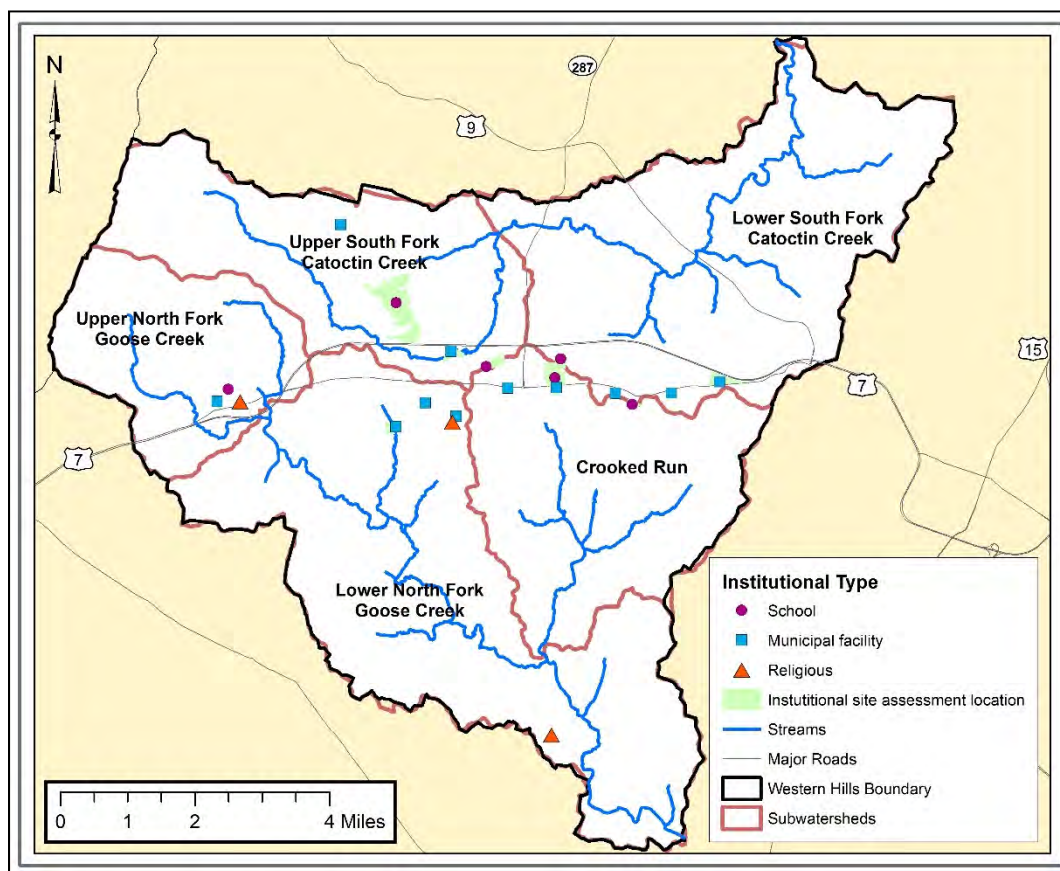 N
287
9
Lower South Fork
Catoctin Creek
Upper South Fork
Catoctin Creek
Upper North Fork
Goose Creek
15
7
7
Crooked Run
Lower North Fork
Goose Creek
Institutional Type
School
Municipal facility
Religious
Instutitional site assessment location
Streams
Major Roads
Western Hills Boundary
Subwatersheds
0 1 2 4 Miles